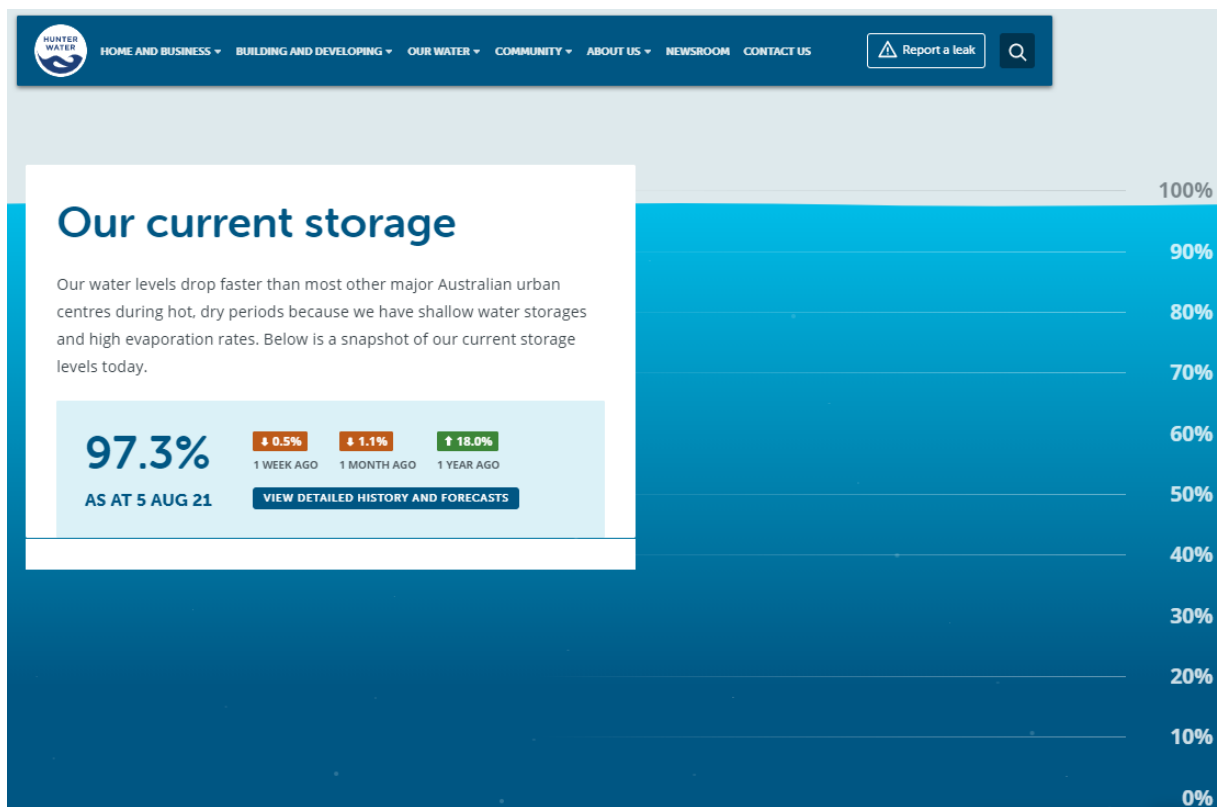 HUNTER
WATER
HOME AND BUSINESS BUILDING AND DEVELOPING OUR WATER COMMUNITY ABOUT US NEWSROOM CONTACT US Report a leak
100%
Our current storage
90%
Our water levels drop faster than most other major Australian urban
centres during hot, dry periods because we have shallow water storages
80%
and high evaporation rates. Below is a snapshot of our current storage
levels today.
70%
97.3%
0.5% 1.1% 18.0%
60%
1 WEEK AGO 1 MONTH AGO 1 YEAR AGO
AS AT 5 AUG 21
VIEW DETAILED HISTORY AND FORECASTS
50%
40%
30%
20%
10%
0%